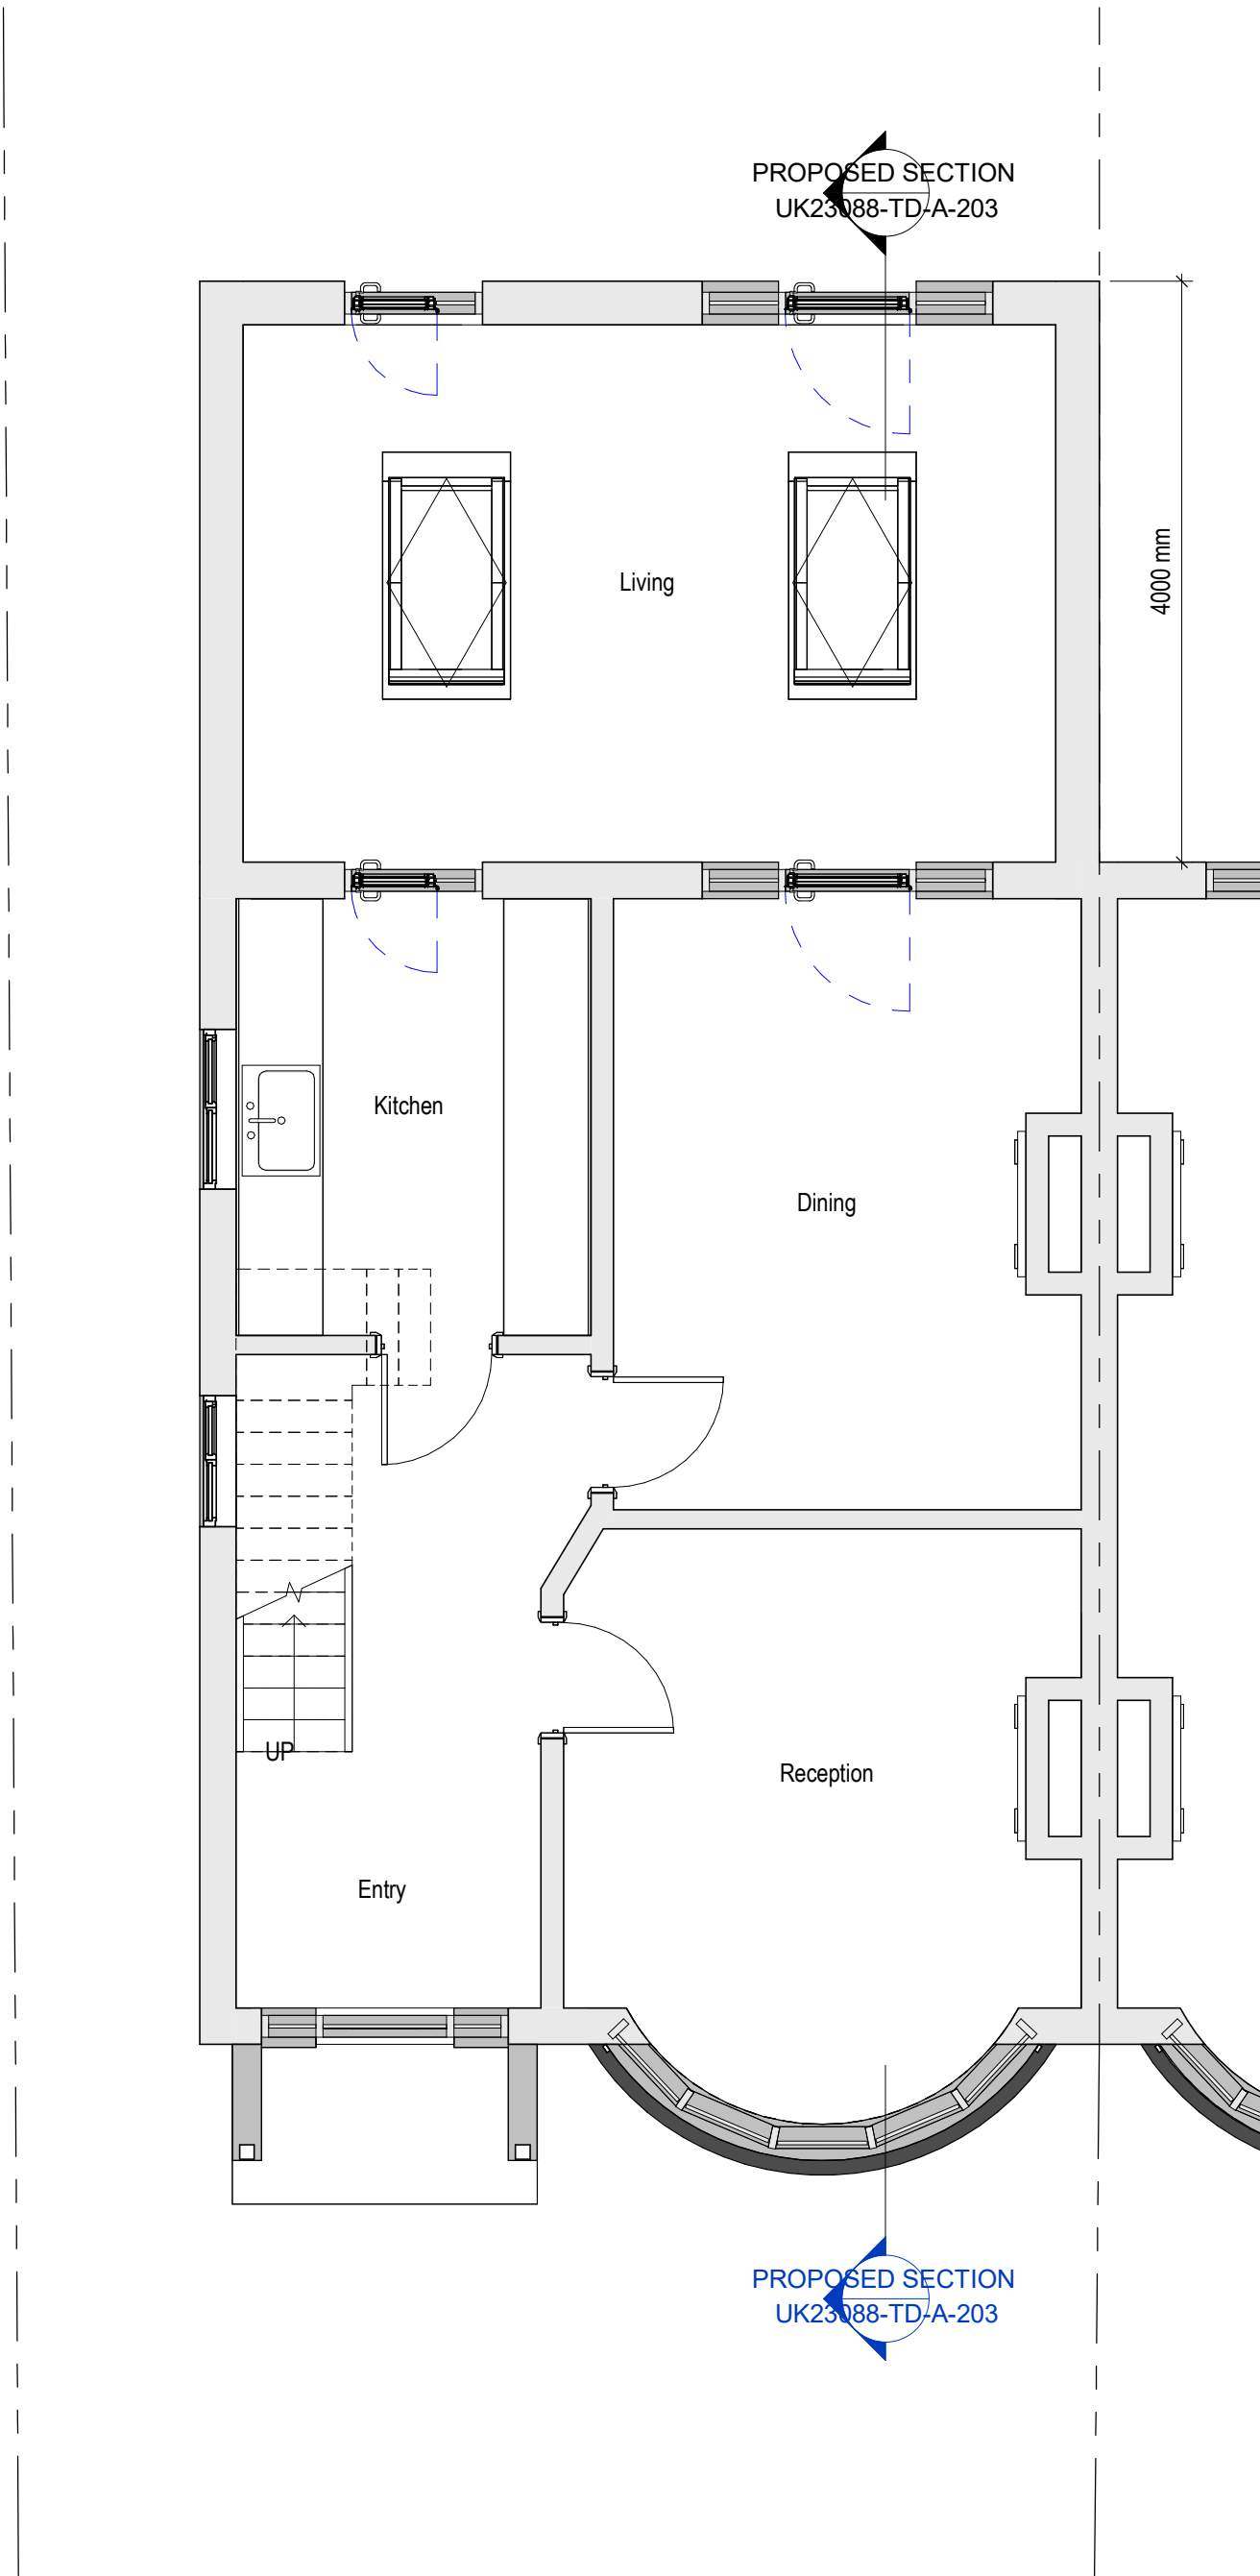 PROPOSED SECTION
UK23088-TD-A-203
4000 mm
Living
Kitchen
Dining
UP
Reception
Entry
PROPOSED SECTION
UK23088-TD-A-203